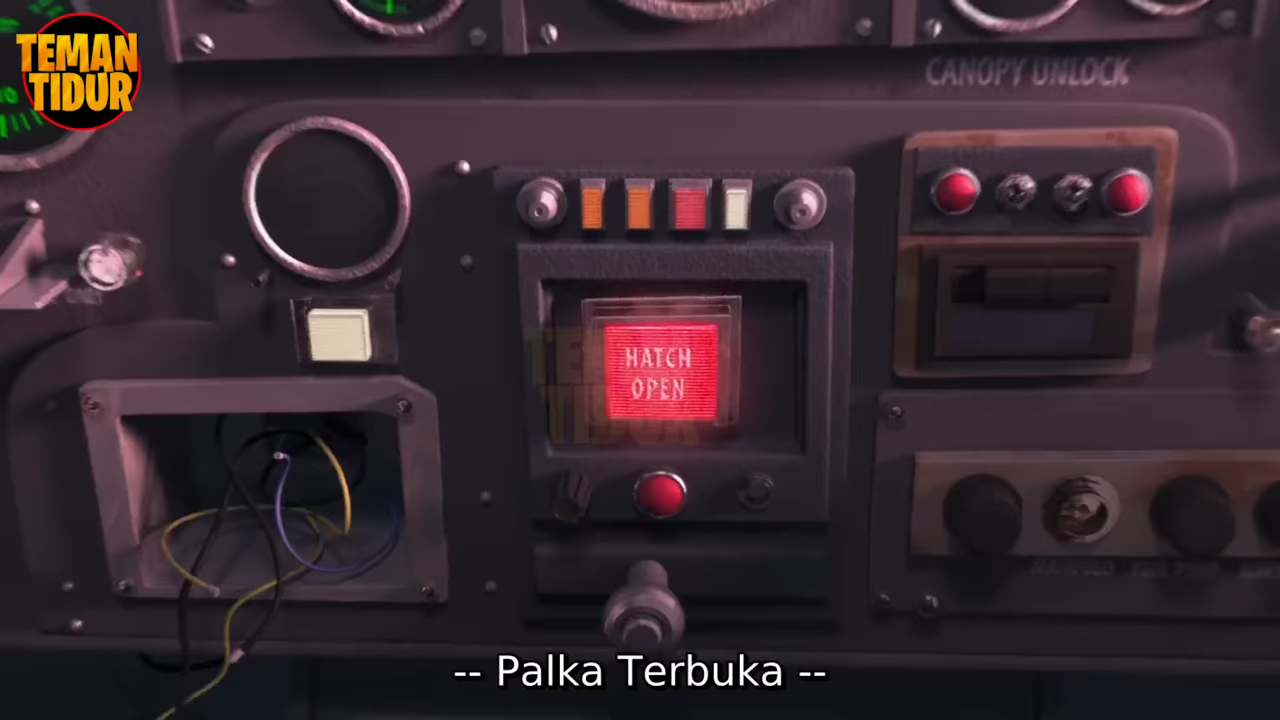 TEMAN
TIDUR
CANOPY UNLOCK
HATCH
OPEN
-- Palka Terbuka --